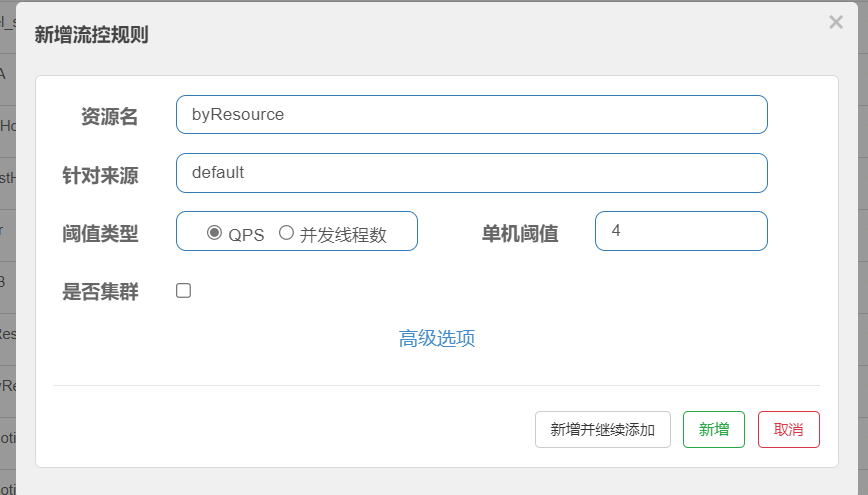 新增流控规则
×
资源名 byResource
针对来源 default
阈值类型 QPS 并发线程数 单机阈值 4
是否集群
高级选项
新增并继续添加 新增 取消